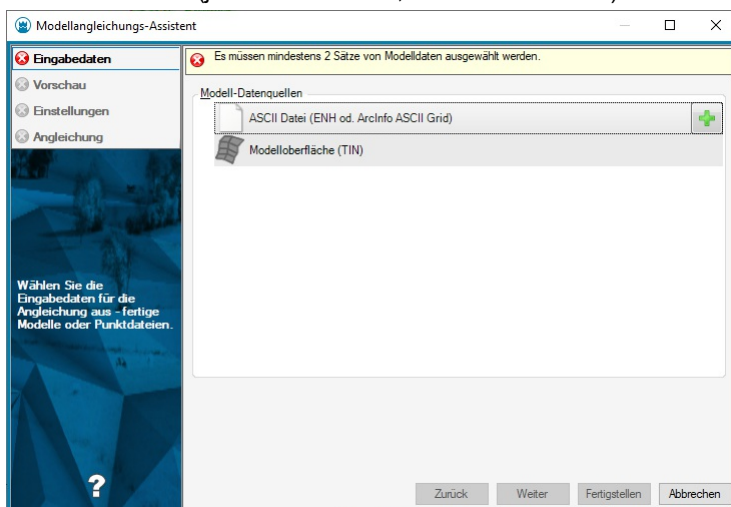 Modellangleichungs-Assistent
Eingabedaten
Vorschau
Einstellungen
Angleichung
Wählen Sie die
Eingabedaten für die
Angleichung aus - fertige
Modelle oder Punktdateien.
?
Es müssen mindestens 2 Sätze von Modelldaten ausgewählt werden.
Modell-Datenquellen
ASCII Datei (ENH od. ArcInfo ASCII Grid)
Modelloberfläche (TIN)
Zurück
Weiter
Fertigstellen
Abbrechen